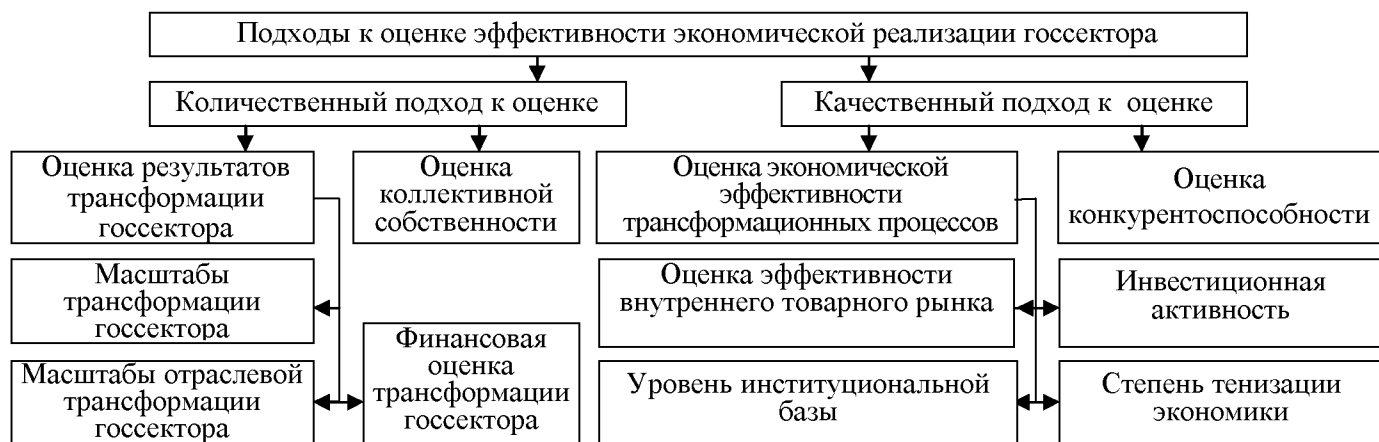 Подходы к оценке эффективности экономической реализации госсектора
Количественный подход к оценке
Качественный подход к оценке
Оценка результатов
трансформации
госсектора
Оценка
коллективной
собственности
Оценка экономической
эффективности
трансформационных процессов
Оценка
конкурентоспособности
Масштабы
трансформации
госсектора
Оценка эффективности
внутреннего товарного рынка
Инвестиционная
активность
Масштабы отраслевой
трансформации
госсектора
Финансовая
оценка
трансформации
госсектора
Уровень институциональной
базы
Степень тенизации
экономики